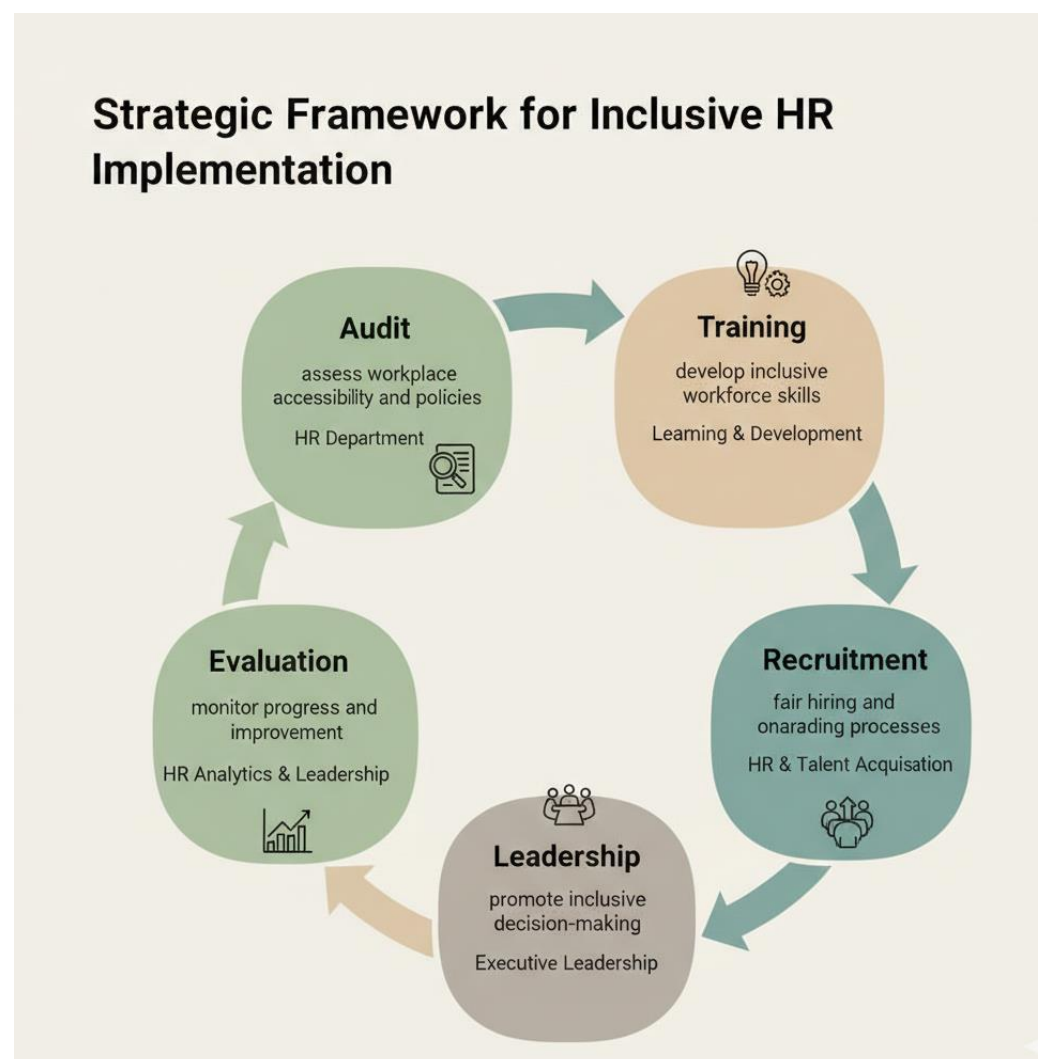 Strategic Framework for Inclusive HR
Implementation
Audit
assess workplace
accessibility and policies
HR Department
Training
develop inclusive
workforce skills
Learning & Development
Recruitment
fair hiring and
onarading processes
HR & Talent Acquisation
Leadership
promote inclusive
decision-making
Executive Leadership
Evaluation
monitor progress and
improvement
HR Analytics & Leadership